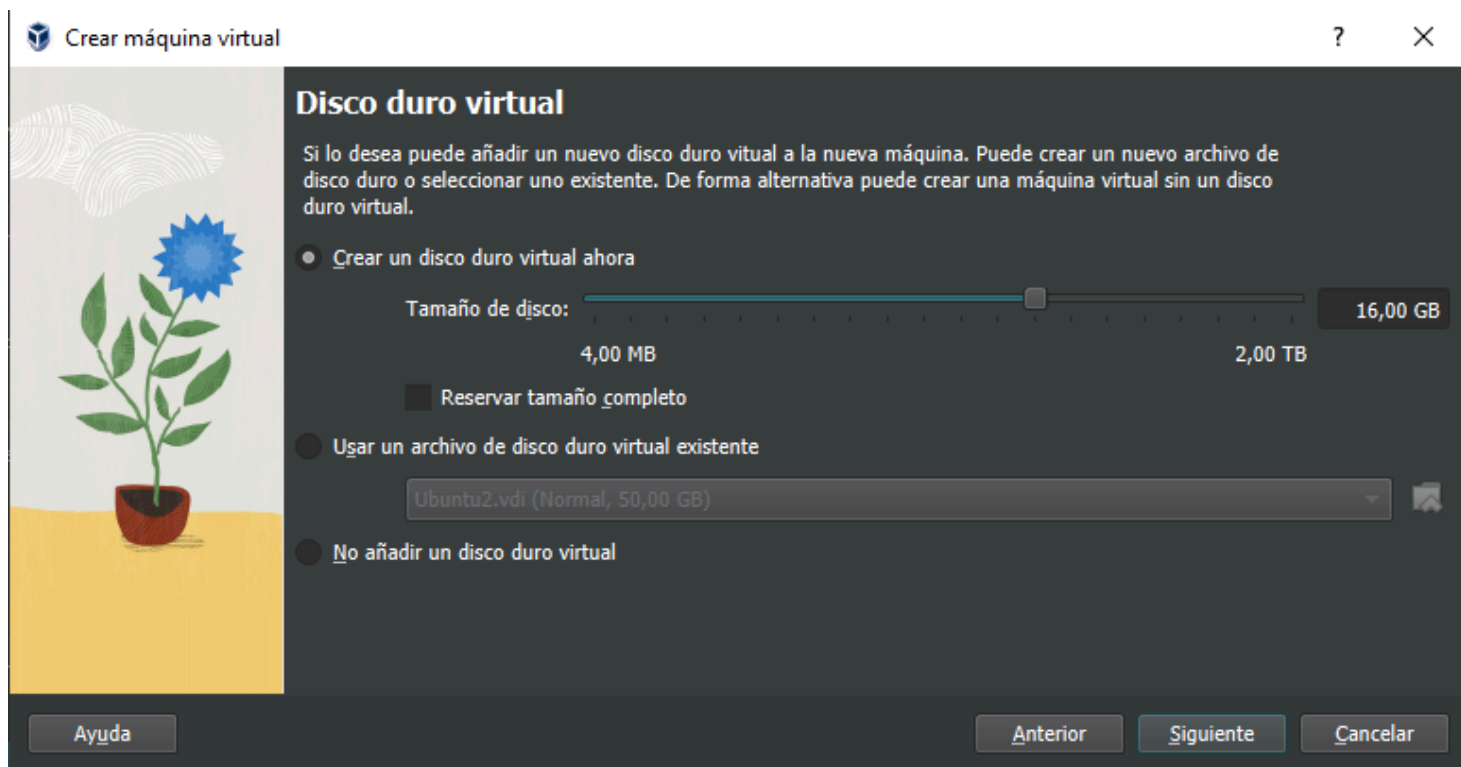 Crear máquina virtual
?
Disco duro virtual
Si lo desea puede añadir un nuevo disco duro vitual a la nueva máquina. Puede crear un nuevo archivo de
disco duro o seleccionar uno existente. De forma alternativa puede crear una máquina virtual sin un disco
duro virtual.
Crear un disco duro virtual ahora
Tamaño de disco:
16,00 GB
4,00 MB
2,00 TB
Reservar tamaño completo
Usar un archivo de disco duro virtual existente
Ubuntu2.vdi (Normal, 50,00 GB)
No añadir un disco duro virtual
Ayuda
Anterior
Siguiente
Cancelar